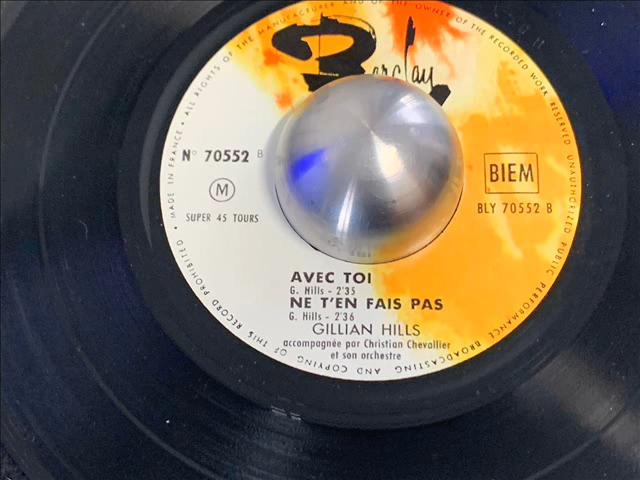 Barclay
N° 70552 B
M
SUPER 45 TOURS
BIEM
BLY 70552 B
AVEC TOI
G. Hills - 2'35
NE T'EN FAIS PAS
G. Hills - 2'36
GILLIAN HILLS
accompagnée par Christian Chevallier
et son orchestre
MADE IN FRANCE • ALL RIGHTS OF THE MANUFACTURER AND OF THE OWNER OF THE RECORDED WORK RESERVED UNAUTHORIZED PUBLIC PERFORMANCE BROADCASTING AND COPYING OF THIS RECORD PROHIBITED •